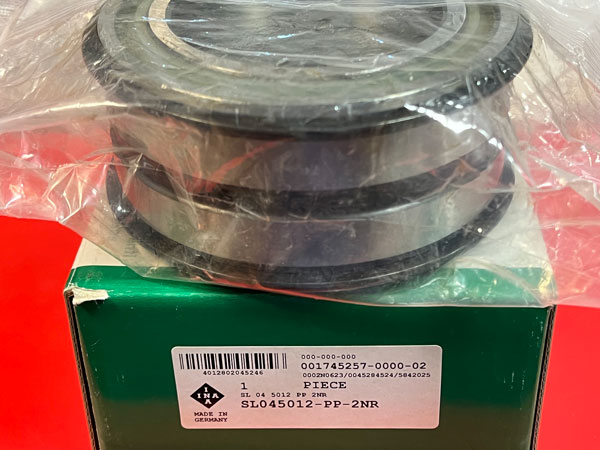 000-000-000
4012802045246
001745257-0000-02
0002N0623/0045284524/5842025
1 PIECE
SL 04 5012 PP 2NR
SL045012-PP-2NR
INA
MADE IN
GERMANY